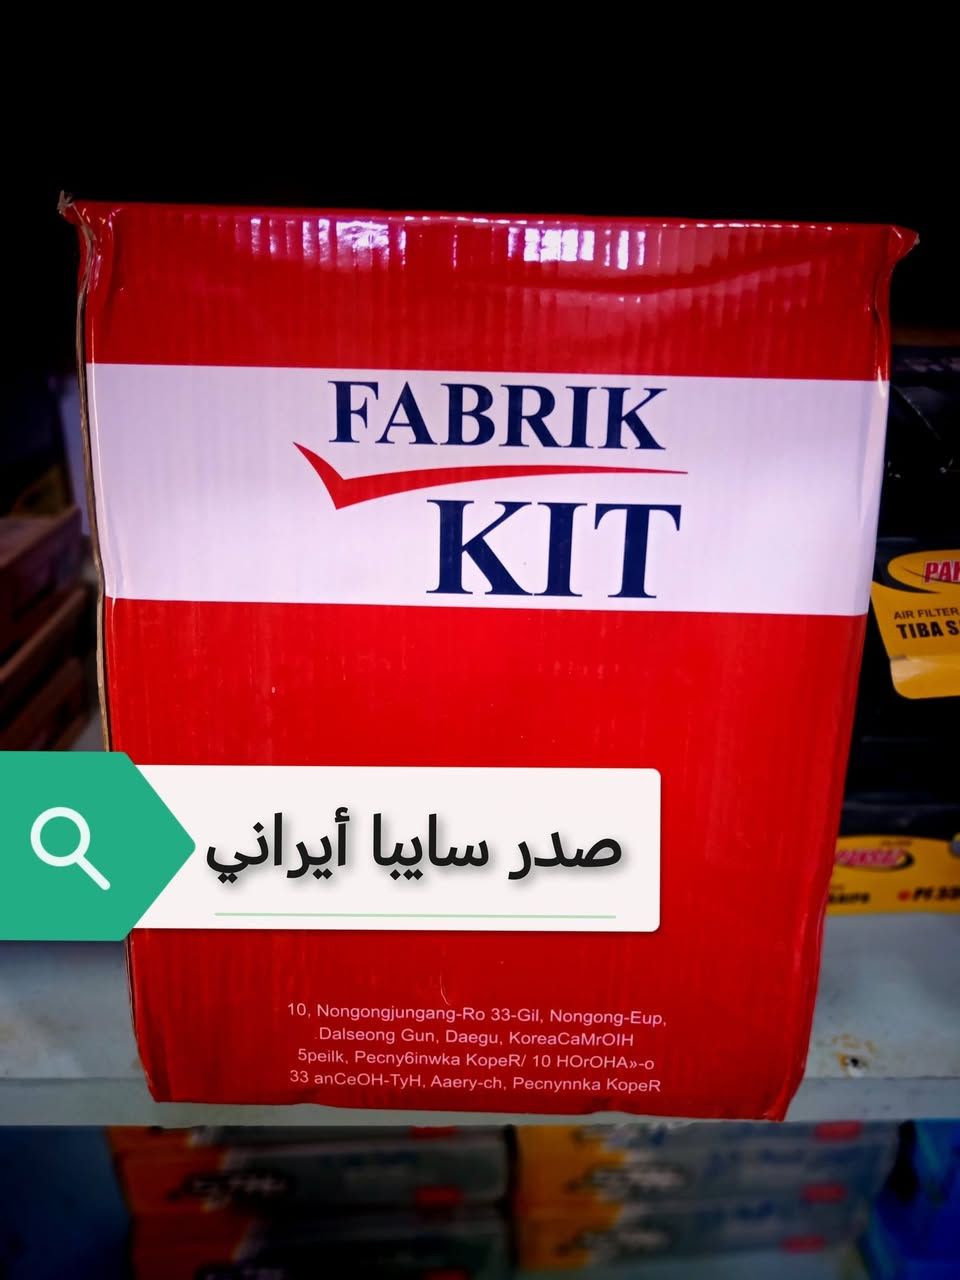 FABRIK
KIT
صدر سايبا أيراني
10, Nongongjungang-Ro 33-Gil, Nongong-Eup,
Dalseong Gun, Daegu, KoreaCaMrOIH
5peilk, Pecny6inwka KopeR/ 10 HOrOHA»-o
33 anCeOH-TyH, Aaery-ch, Pecnynnka KopeR
AIR FILTER